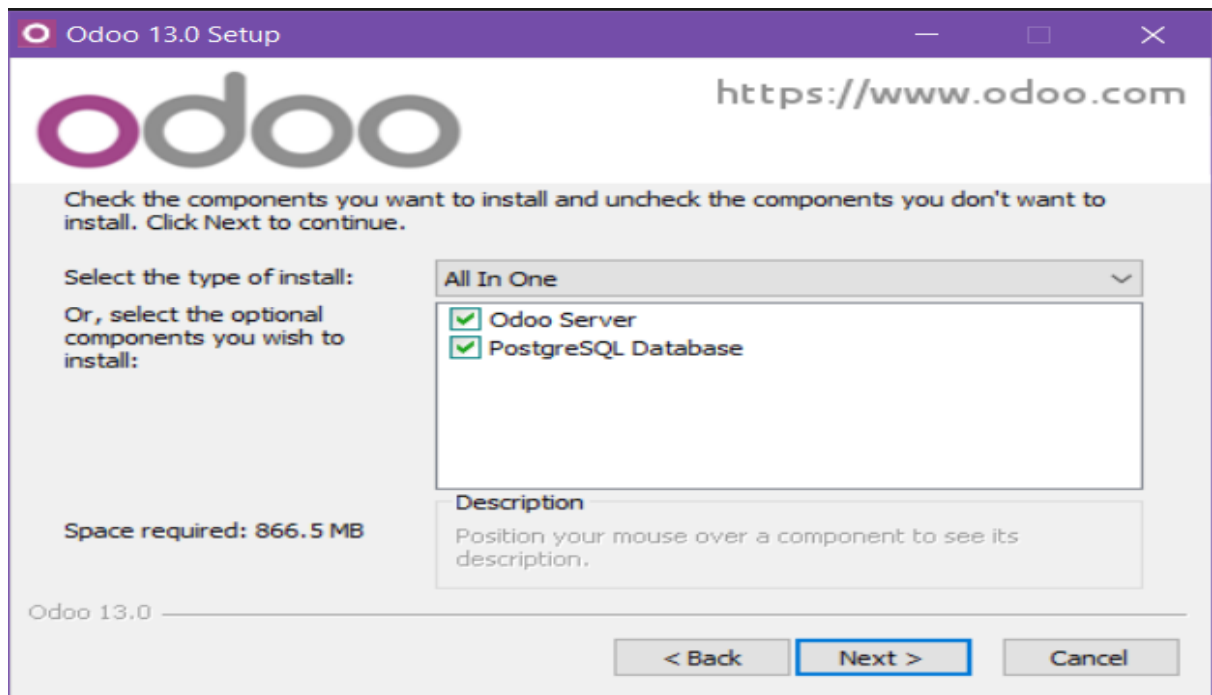 Odoo 13.0 Setup
odoo
https://www.odoo.com
Check the components you want to install and uncheck the components you don't want to
install. Click Next to continue.
Select the type of install:
All In One
Or, select the optional
components you wish to
install:
Odoo Server
PostgreSQL Database
Space required: 866.5 MB
Description
Position your mouse over a component to see its
description.
Odoo 13.0
< Back
Next >
Cancel